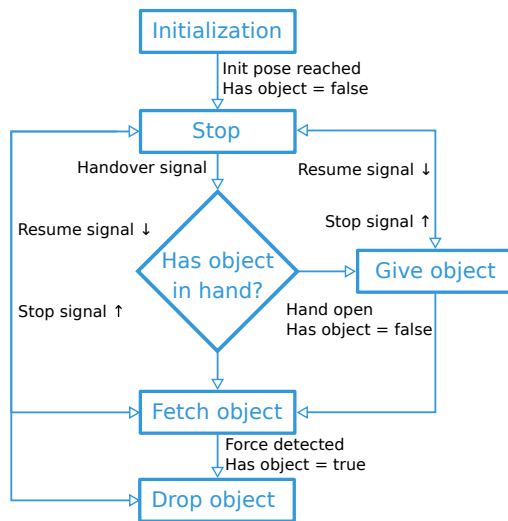 Initialization
Init pose reached
Has object = false
Stop
Handover signal
Resume signal ↓
Stop signal ↑
Resume signal ↓
Stop signal ↑
Has object
in hand?
Give object
Hand open
Has object = false
Fetch object
Force detected
Has object = true
Drop object